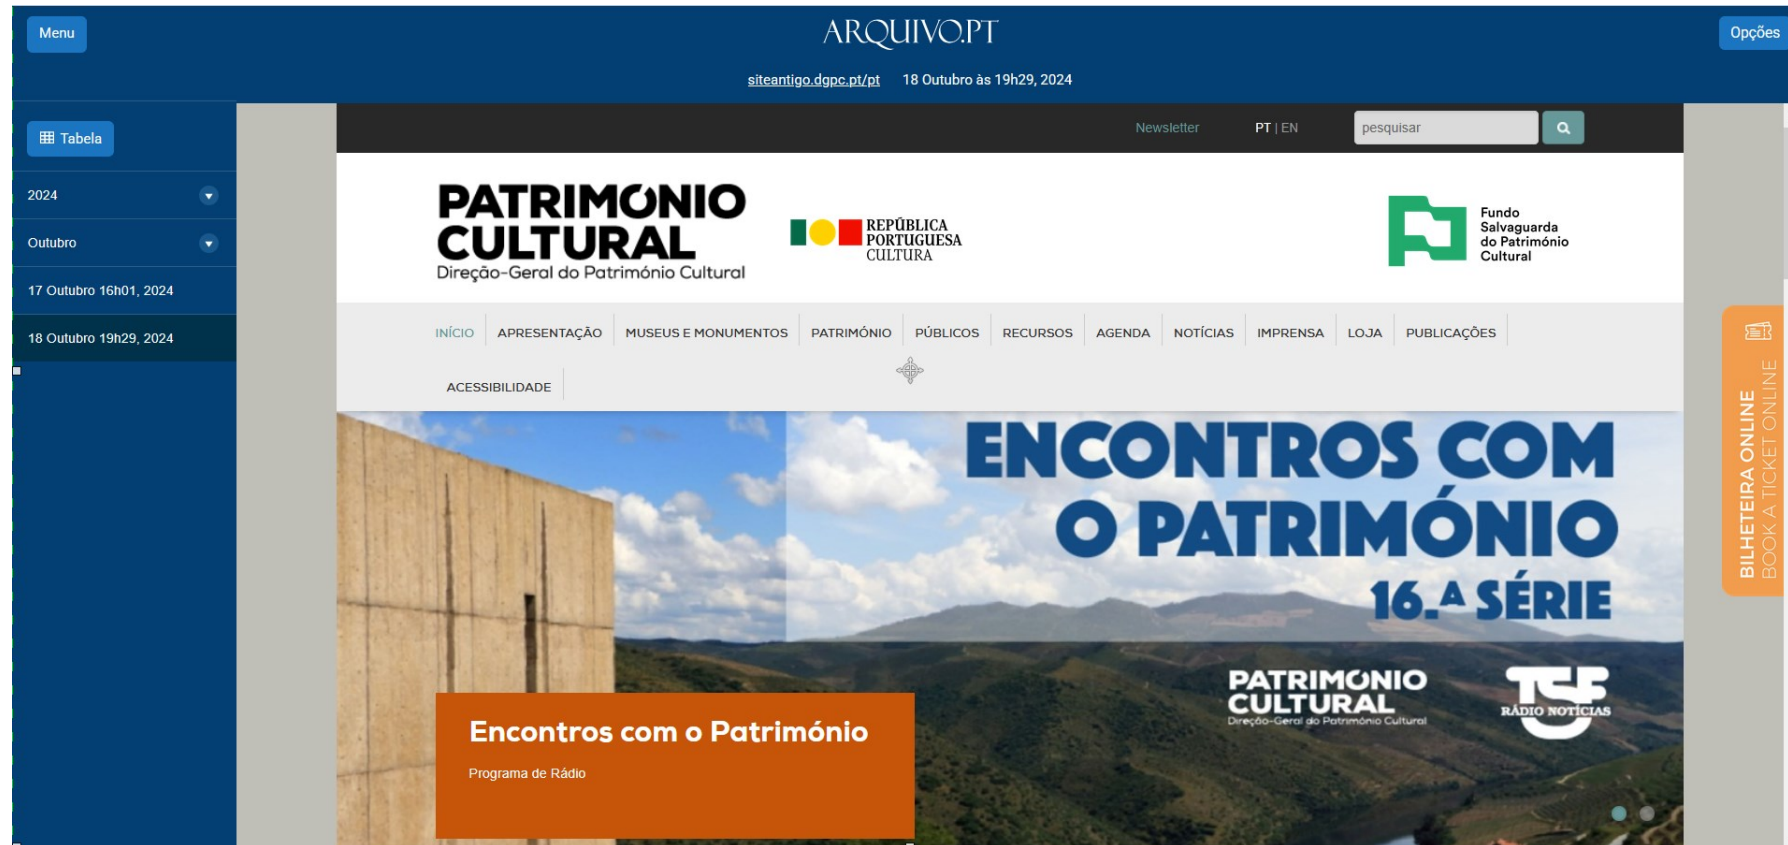 Menu
ARQUIVO.PT
Opções
siteantigo.dgpc.pt/pt 18 Outubro às 19h29, 2024
Tabela
2024
Outubro
17 Outubro 16h01, 2024
18 Outubro 19h29, 2024
Newsletter PT | EN pesquisar
PATRIMÓNIO
CULTURAL
Direção-Geral do Património Cultural
REPÚBLICA
PORTUGUESA
CULTURA
Fundo
Salvaguarda
do Património
Cultural
INÍCIO APRESENTAÇÃO MUSEUS E MONUMENTOS PATRIMÓNIO PÚBLICOS RECURSOS AGENDA NOTÍCIAS IMPRENSA LOJA PUBLICAÇÕES
ACESSIBILIDADE
ENCONTROS COM
O PATRIMÓNIO
16.ª SÉRIE
PATRIMÓNIO
CULTURAL
Direção-Geral do Património Cultural
TSF
RÁDIO NOTÍCIAS
Encontros com o Património
Programa de Rádio
BILHETEIRA ONLINE
BOOK A TICKET ONLINE